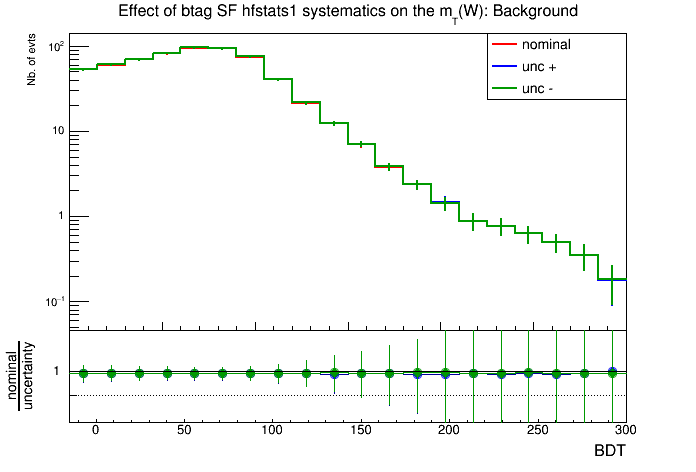 Effect of btag SF hfstats1 systematics on the m_T(W): Background
Nb. of evts
nominal
unc +
unc -
10²
10
1
10⁻¹
nominal
uncertainty
1
0 50 100 150 200 250 300
BDT